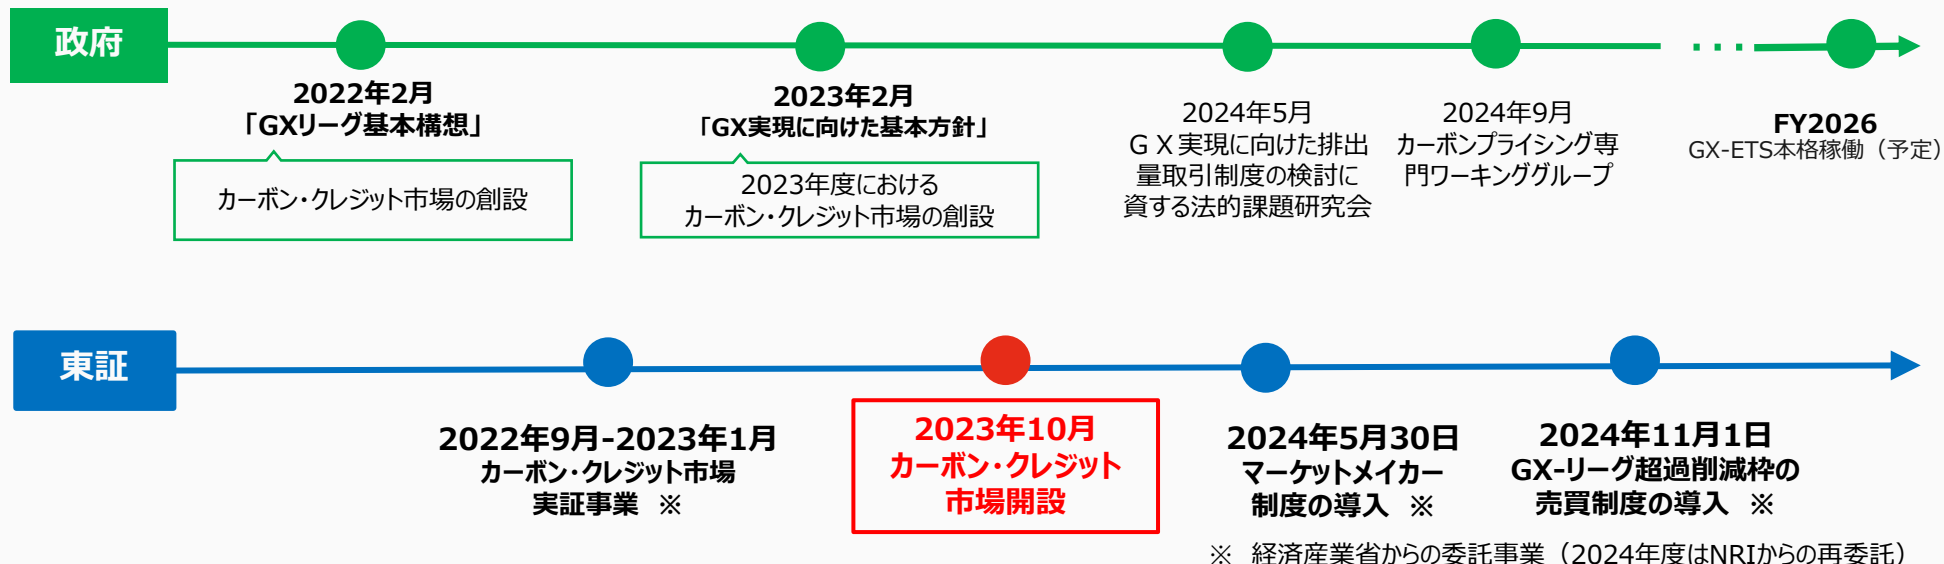 政府
2022年2月
「GXリーグ基本構想」
カーボン・クレジット市場の創設
2023年2月
「GX実現に向けた基本方針」
2023年度における
カーボン・クレジット市場の創設
2024年5月
ＧＸ実現に向けた排出
量取引制度の検討に
資する法的課題研究会
2024年9月
カーボンプライシング専
門ワーキンググループ
FY2026
GX-ETS本格稼働（予定）
東証
2022年9月-2023年1月
カーボン・クレジット市場
実証事業 ※
2023年10月
カーボン・クレジット
市場開設
2024年5月30日
マーケットメイカー
制度の導入 ※
2024年11月1日
GX-リーグ超過削減枠の
売買制度の導入 ※
※ 経済産業省からの委託事業（2024年度はNRIからの再委託）